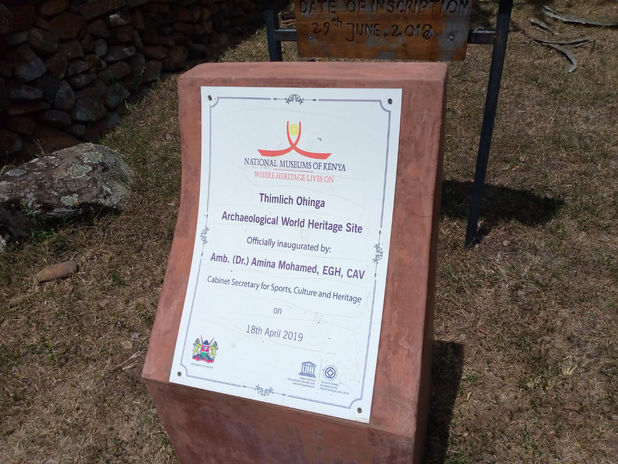 DATE OF INSCRIPTION
29TH JUNE, 2018
NATIONAL MUSEUMS OF KENYA
WHERE HERITAGE LIVES ON
Thimlich Ohinga
Archaeological World Heritage Site
Officially inaugurated by:
Amb. (Dr.) Amina Mohamed, EGH, CAV
Cabinet Secretary for Sports, Culture and Heritage
on
18th April 2019